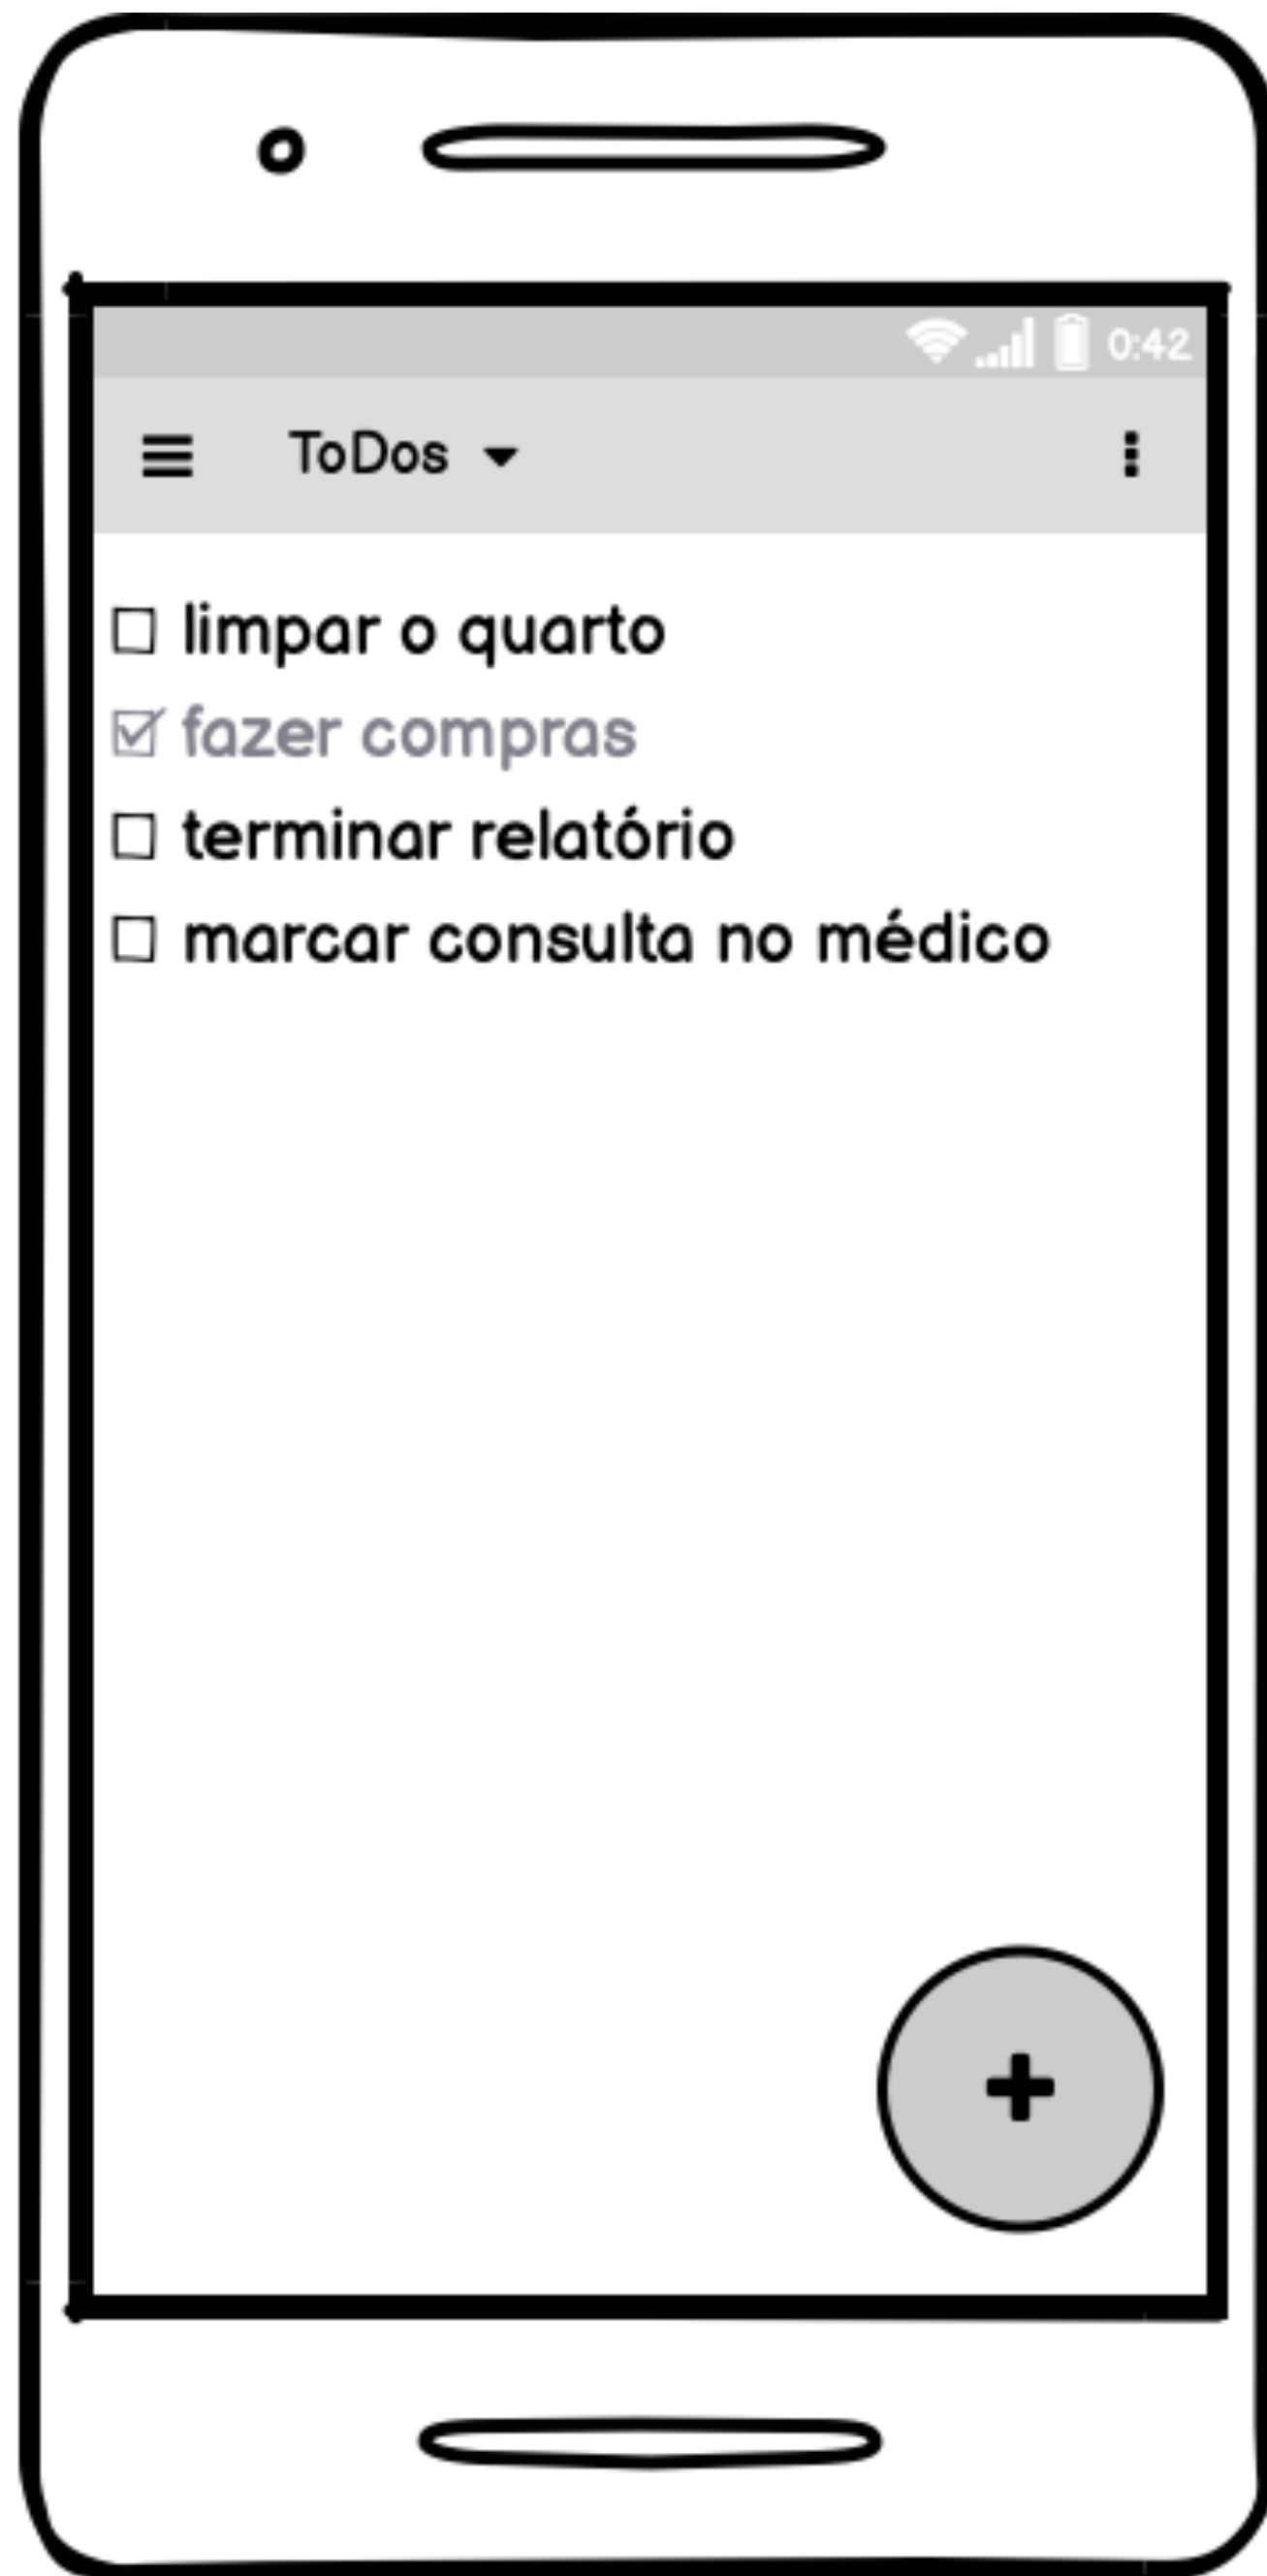 0:42
ToDos
limpar o quarto
fazer compras
terminar relatório
marcar consulta no médico